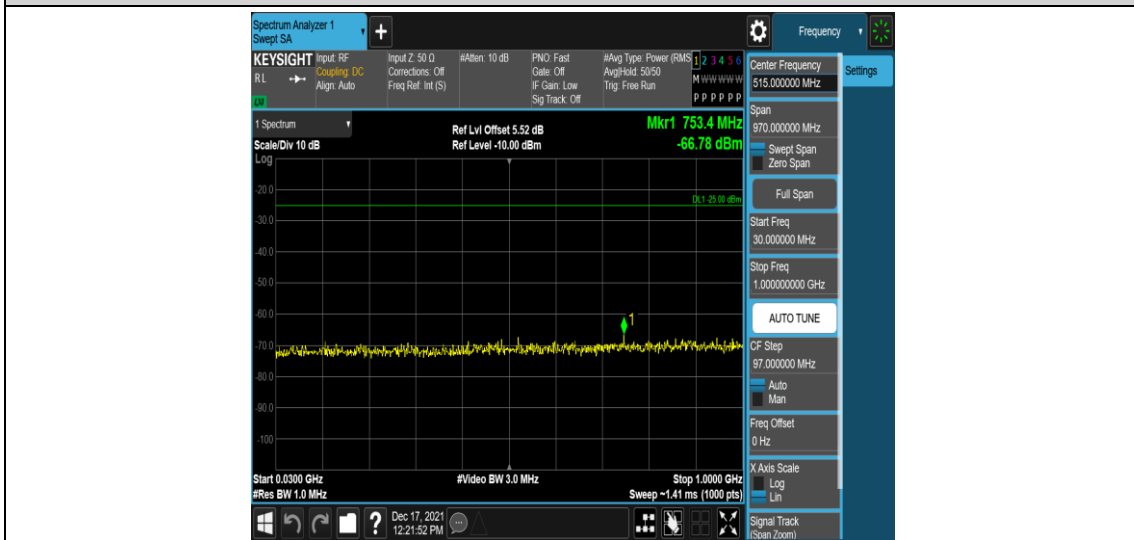 Spectrum Analyzer 1
Swept SA
+
Frequency
KEYSIGHT
RL
LXI
Input: RF
Coupling: DC
Align: Auto
Input Z: 50 Ω
Corrections: Off
Freq Ref: Int (S)
#Atten: 10 dB
PNO: Fast
Gate: Off
IF Gain: Low
Sig Track: Off
#Avg Type: Power (RMS
Avg|Hold: 50/50
Trig: Free Run
1 2 3 4 5 6
M W W W W W
P P P P P P
Center Frequency
515.000000 MHz
Settings
Span
970.000000 MHz
Swept Span
Zero Span
Full Span
Start Freq
30.000000 MHz
Stop Freq
1.000000000 GHz
AUTO TUNE
CF Step
97.000000 MHz
Auto
Man
Freq Offset
0 Hz
X Axis Scale
Log
Lin
Signal Track
(Span Zoom)
1 Spectrum
Scale/Div 10 dB
Log
Ref Lvl Offset 5.52 dB
Ref Level -10.00 dBm
Mkr1 753.4 MHz
-66.78 dBm
-20.0
DL1 -25.00 dBm
-30.0
-40.0
-50.0
-60.0
1
-70.0
-80.0
-90.0
-100
Start 0.0300 GHz
#Video BW 3.0 MHz
Stop 1.0000 GHz
#Res BW 1.0 MHz
Sweep ~1.41 ms (1000 pts)
?
Dec 17, 2021
12:21:52 PM